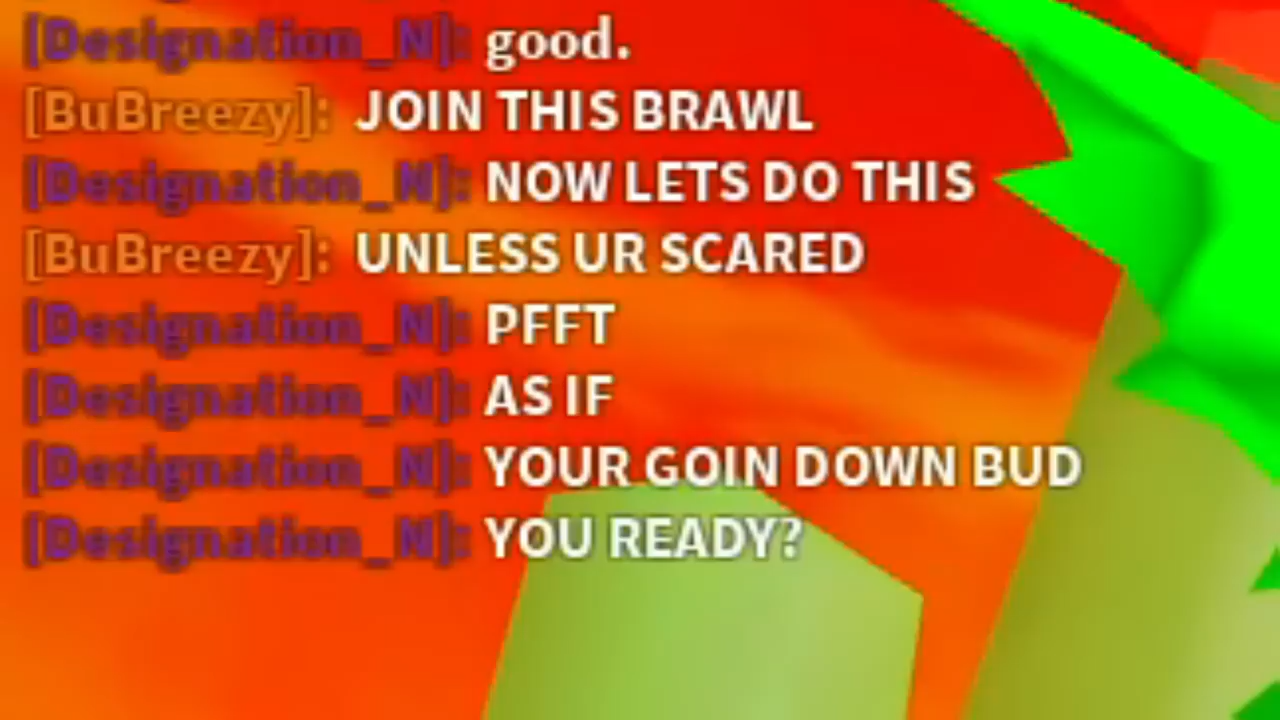 [Designation_N]: good.
[BuBreezy]: JOIN THIS BRAWL
[Designation_N]: NOW LETS DO THIS
[BuBreezy]: UNLESS UR SCARED
[Designation_N]: PFFT
[Designation_N]: AS IF
[Designation_N]: YOUR GOIN DOWN BUD
[Designation_N]: YOU READY?